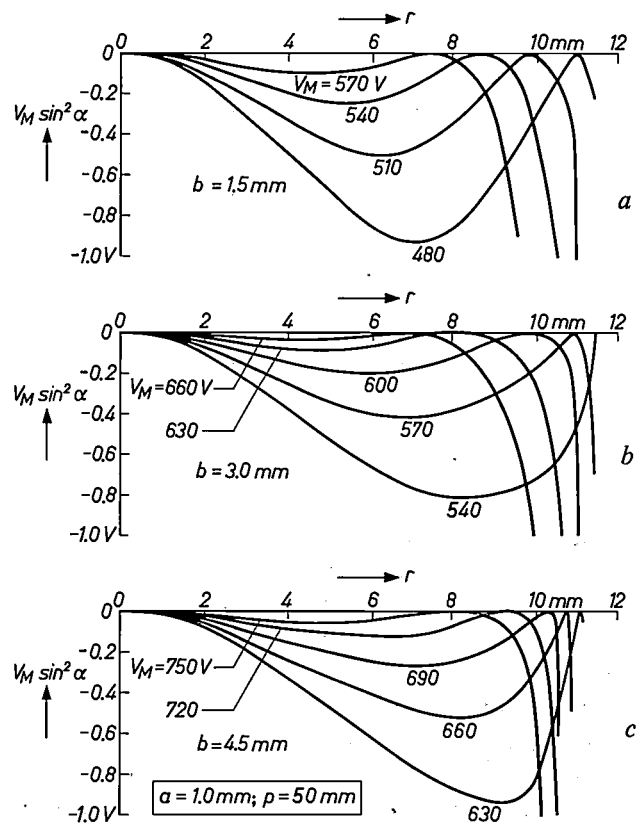 r
0 2 4 6 8 10 mm 12
0
-0.2
V_M sin² α
-0.4
-0.6
-0.8
-1.0 V
V_M = 570 V
540
510
480
b = 1.5 mm
a
r
0 2 4 6 8 10 mm 12
0
-0.2
V_M sin² α
-0.4
-0.6
-0.8
-1.0 V
V_M = 660 V
630
600
570
540
b = 3.0 mm
b
r
0 2 4 6 8 10 mm 12
0
-0.2
V_M sin² α
-0.4
-0.6
-0.8
-1.0 V
V_M = 750 V
720
690
660
630
b = 4.5 mm
a = 1.0 mm; p = 50 mm
c